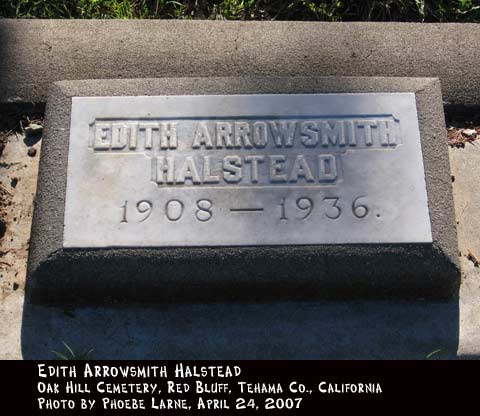 EDITH ARROWSMITH
HALSTEAD
1908 — 1936.
EDITH ARROWSMITH HALSTEAD
OAK HILL CEMETERY, RED BLUFF, TEHAMA CO., CALIFORNIA
PHOTO BY PHOEBE LARNE, APRIL 24, 2007